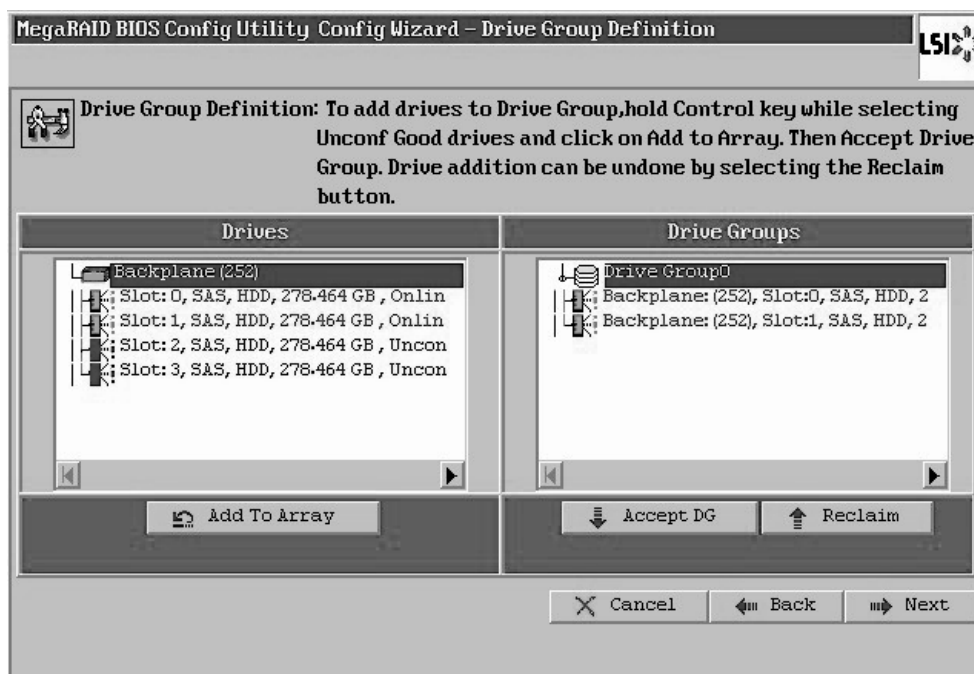 MegaRAID BIOS Config Utility Config Wizard – Drive Group Definition
LSI
Drive Group Definition: To add drives to Drive Group,hold Control key while selecting
Unconf Good drives and click on Add to Array. Then Accept Drive
Group. Drive addition can be undone by selecting the Reclaim
button.
Drives
Backplane (252)
Slot: 0, SAS, HDD, 278.464 GB , Onlin
Slot: 1, SAS, HDD, 278.464 GB , Onlin
Slot: 2, SAS, HDD, 278.464 GB , Uncon
Slot: 3, SAS, HDD, 278.464 GB , Uncon
Add To Array
Drive Groups
Drive Group0
Backplane: (252), Slot:0, SAS, HDD, 2
Backplane: (252), Slot:1, SAS, HDD, 2
Accept DG
Reclaim
Cancel
Back
Next